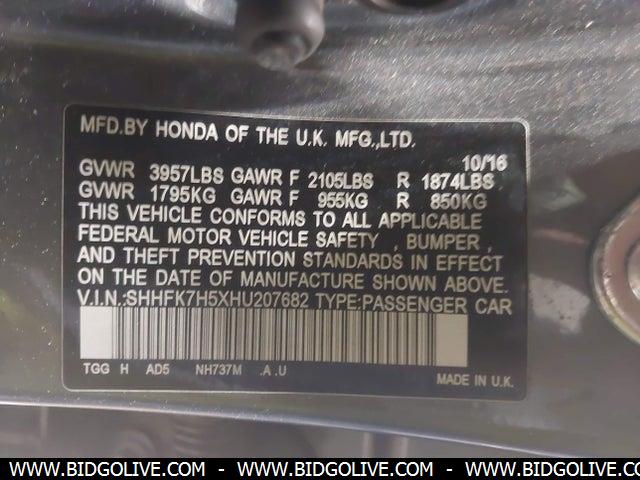 MFD.BY HONDA OF THE U.K. MFG.,LTD.
10/16
GVWR 3957LBS GAWR F 2105LBS R 1874LBS
GVWR 1795KG GAWR F 955KG R 850KG
THIS VEHICLE CONFORMS TO ALL APPLICABLE
FEDERAL MOTOR VEHICLE SAFETY , BUMPER ,
AND THEFT PREVENTION STANDARDS IN EFFECT
ON THE DATE OF MANUFACTURE SHOWN ABOVE.
V.I.N.:SHHFK7H5XHU207682 TYPE:PASSENGER CAR
TGG H AD5 NH737M .A .U
MADE IN U.K.
WWW.BIDGOLIVE.COM - WWW.BIDGOLIVE.COM - WWW.BIDGOLIVE.COM